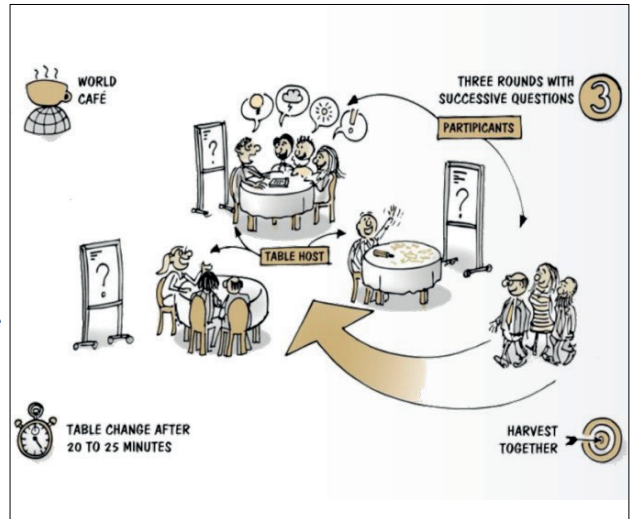 WORLD
CAFÉ
THREE ROUNDS WITH
SUCCESSIVE QUESTIONS
3
PARTIPICANTS
?
!
?
TABLE HOST
?
TABLE CHANGE AFTER
20 TO 25 MINUTES
HARVEST
TOGETHER